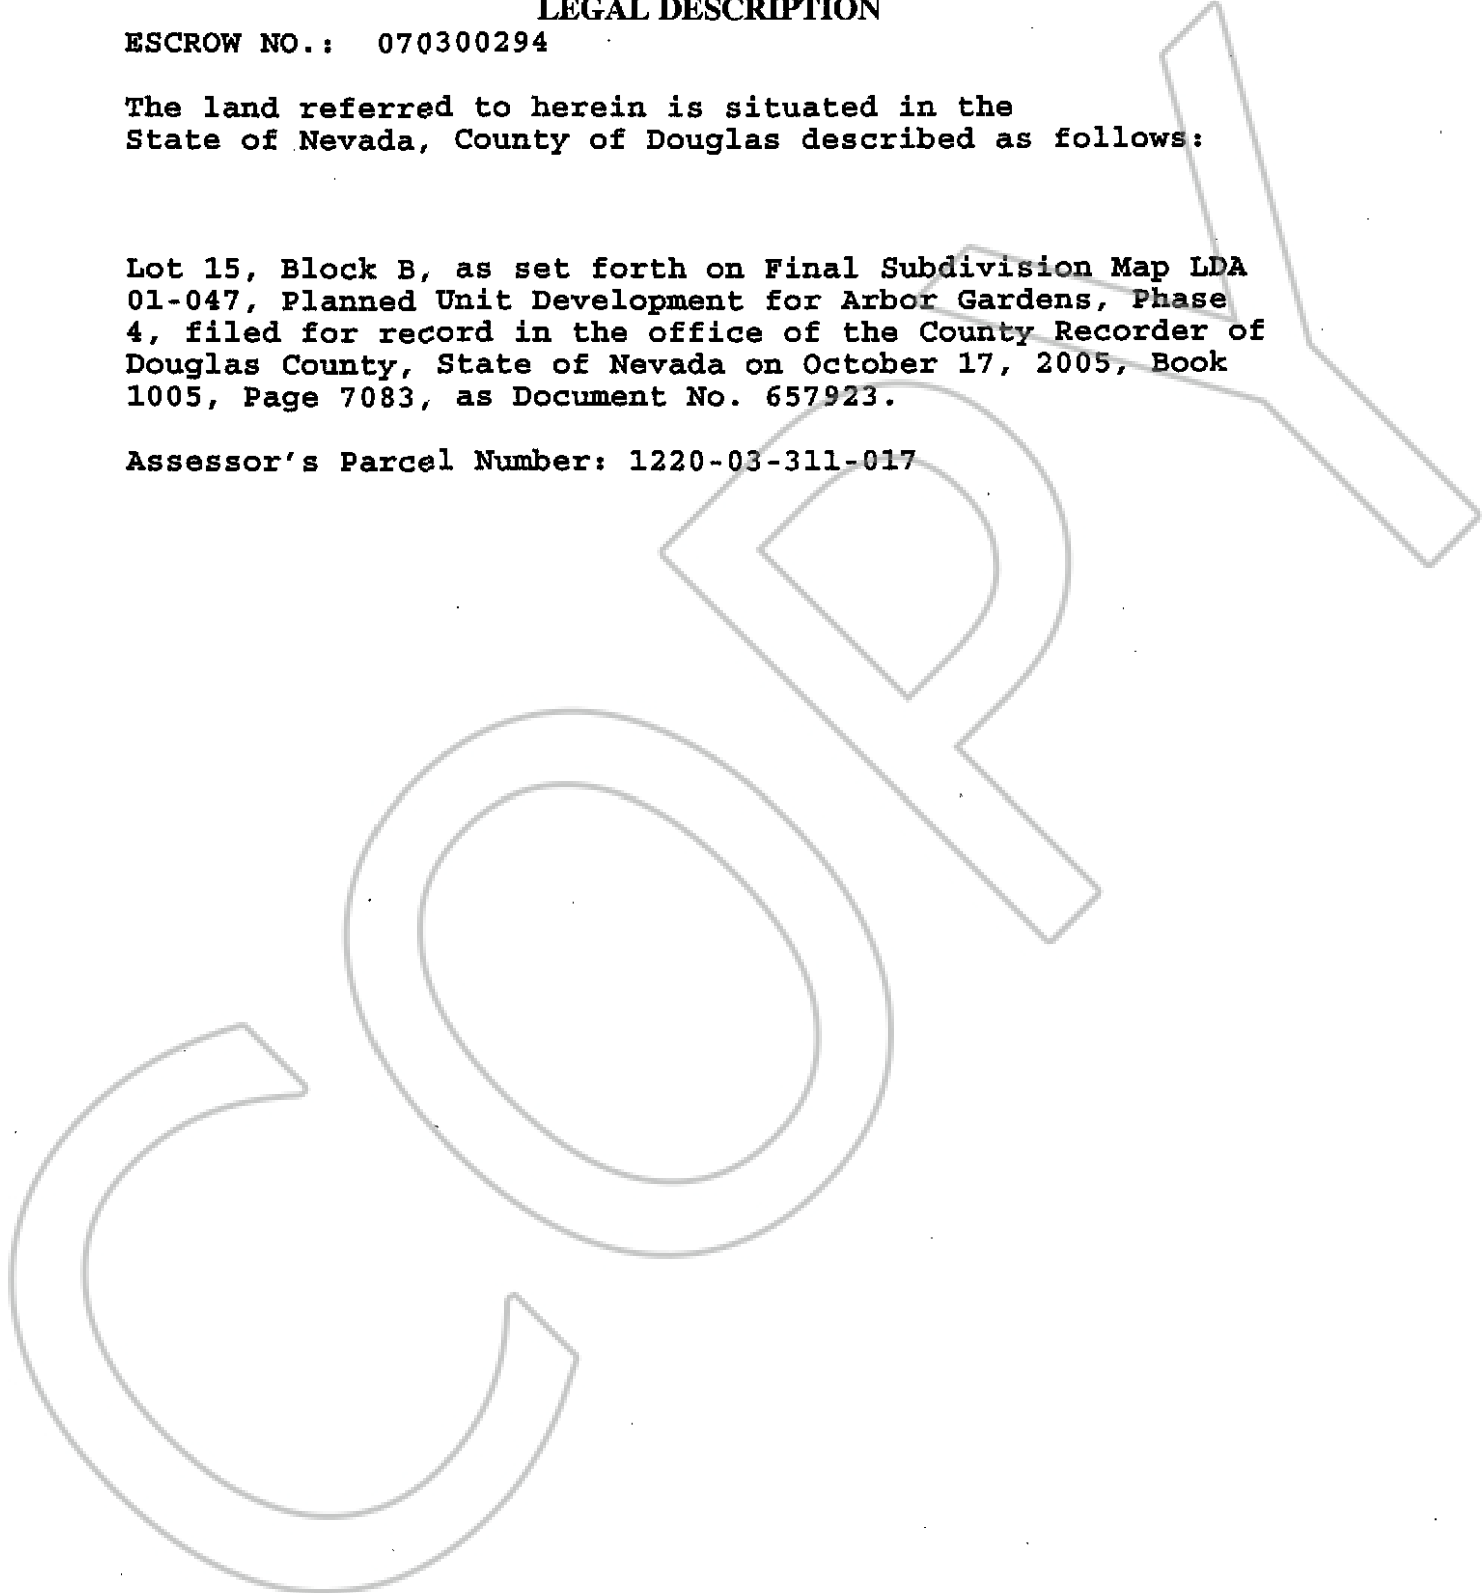 LEGAL DESCRIPTION
ESCROW NO.: 070300294
The land referred to herein is situated in the
State of Nevada, County of Douglas described as follows:
Lot 15, Block B, as set forth on Final Subdivision Map LDA
01-047, Planned Unit Development for Arbor Gardens, Phase
4, filed for record in the office of the County Recorder of
Douglas County, State of Nevada on October 17, 2005, Book
1005, Page 7083, as Document No. 657923.
Assessor's Parcel Number: 1220-03-311-017
COPY